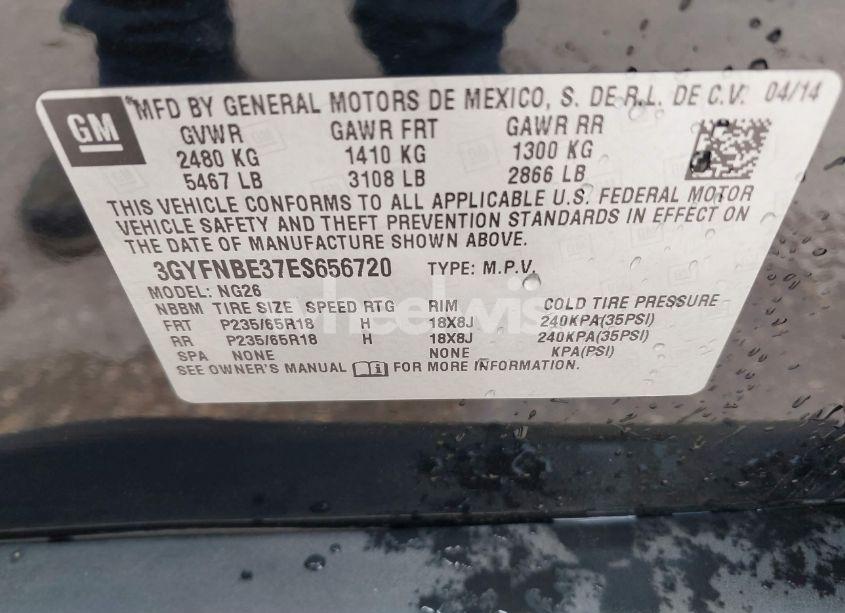 GM
MFD BY GENERAL MOTORS DE MEXICO, S. DE R.L. DE C.V. 04/14
GVWR GAWR FRT GAWR RR
2480 KG 1410 KG 1300 KG
5467 LB 3108 LB 2866 LB
THIS VEHICLE CONFORMS TO ALL APPLICABLE U.S. FEDERAL MOTOR
VEHICLE SAFETY AND THEFT PREVENTION STANDARDS IN EFFECT ON
THE DATE OF MANUFACTURE SHOWN ABOVE.
3GYFNBE37ES656720 TYPE: M.P.V.
MODEL: NG26
NBBM TIRE SIZE SPEED RTG RIM COLD TIRE PRESSURE
FRT P235/65R18 H 18X8J 240KPA(35PSI)
RR P235/65R18 H 18X8J 240KPA(35PSI)
SPA NONE NONE KPA(PSI)
SEE OWNER'S MANUAL FOR MORE INFORMATION.